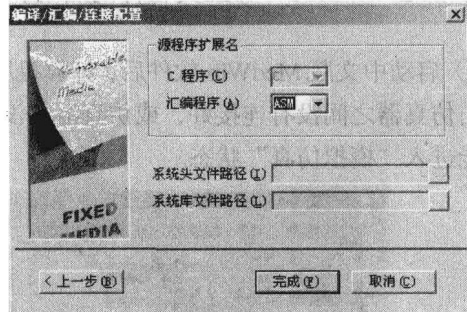 编译/汇编/连接配置
源程序扩展名
C 程序(C)
汇编程序(A) ASM
系统头文件路径(I)
系统库文件路径(L)
Media
FIXED
MEDIA
<上一步(B) 完成(F) 取消(C)